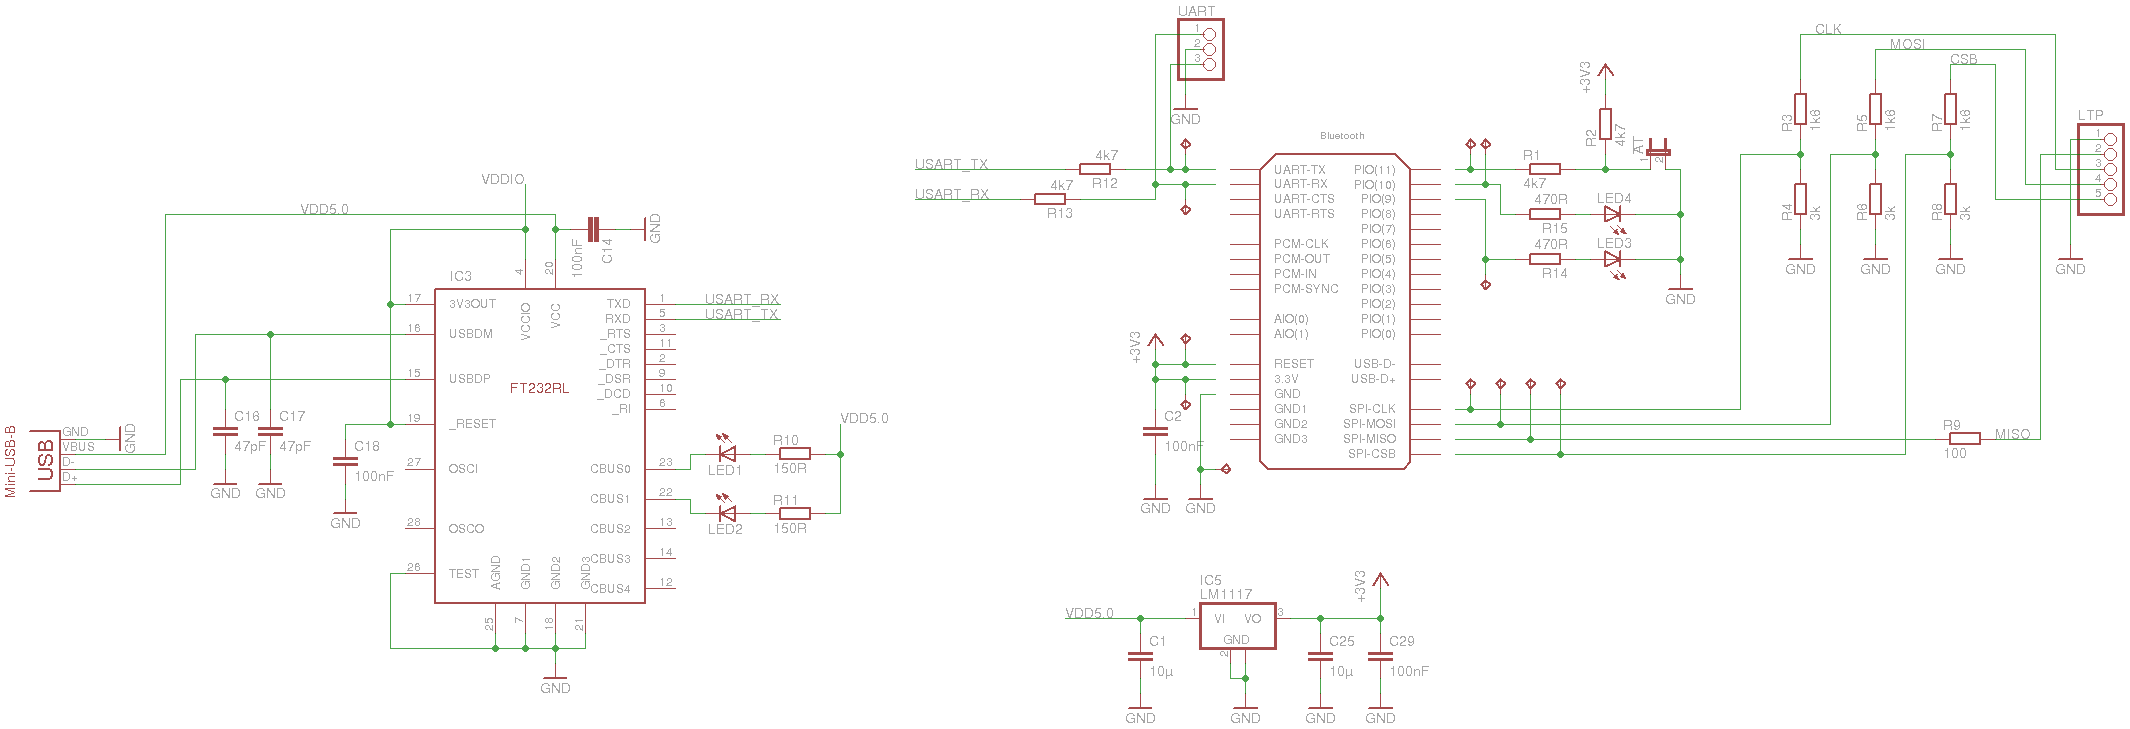 Mini-USB-B
USB
GND
VBUS
D-
D+
GND
VDD5.0
VDDIO
100nF
C14
GND
C16
47pF
GND
C17
47pF
GND
C18
100nF
GND
IC3
FT232RL
4
VCCIO
20
VCC
17
3V3OUT
16
USBDM
15
USBDP
19
_RESET
27
OSCI
28
OSCO
26
TEST
TXD
1
USART_RX
RXD
5
USART_TX
_RTS
3
_CTS
11
_DTR
2
_DSR
9
_DCD
10
_RI
6
CBUS0
23
CBUS1
22
CBUS2
13
CBUS3
14
CBUS4
12
AGND
25
GND1
7
GND2
18
GND3
21
GND
LED1
R10
150R
LED2
R11
150R
VDD5.0
UART
1
2
3
GND
USART_TX
4k7
R12
USART_RX
4k7
R13
Bluetooth
UART-TX
UART-RX
UART-CTS
UART-RTS
PCM-CLK
PCM-OUT
PCM-IN
PCM-SYNC
AIO(0)
AIO(1)
RESET
3.3V
GND
GND1
GND2
GND3
PIO(11)
PIO(10)
PIO(9)
PIO(8)
PIO(7)
PIO(6)
PIO(5)
PIO(4)
PIO(3)
PIO(2)
PIO(1)
PIO(0)
USB-D-
USB-D+
SPI-CLK
SPI-MOSI
SPI-MISO
SPI-CSB
+3V3
C2
100nF
GND
GND
+3V3
R2
4k7
AT
1
2
R1
4k7
470R
R15
LED4
470R
R14
LED3
GND
CLK
MOSI
CSB
R3
1k6
R5
1k6
R7
1k6
R4
3k
R6
3k
R8
3k
GND
GND
GND
LTP
1
2
3
4
5
GND
R9
100
MISO
VDD5.0
C1
10µ
GND
IC5
LM1117
1
VI
VO
3
GND
2
GND
C25
10µ
GND
+3V3
C29
100nF
GND